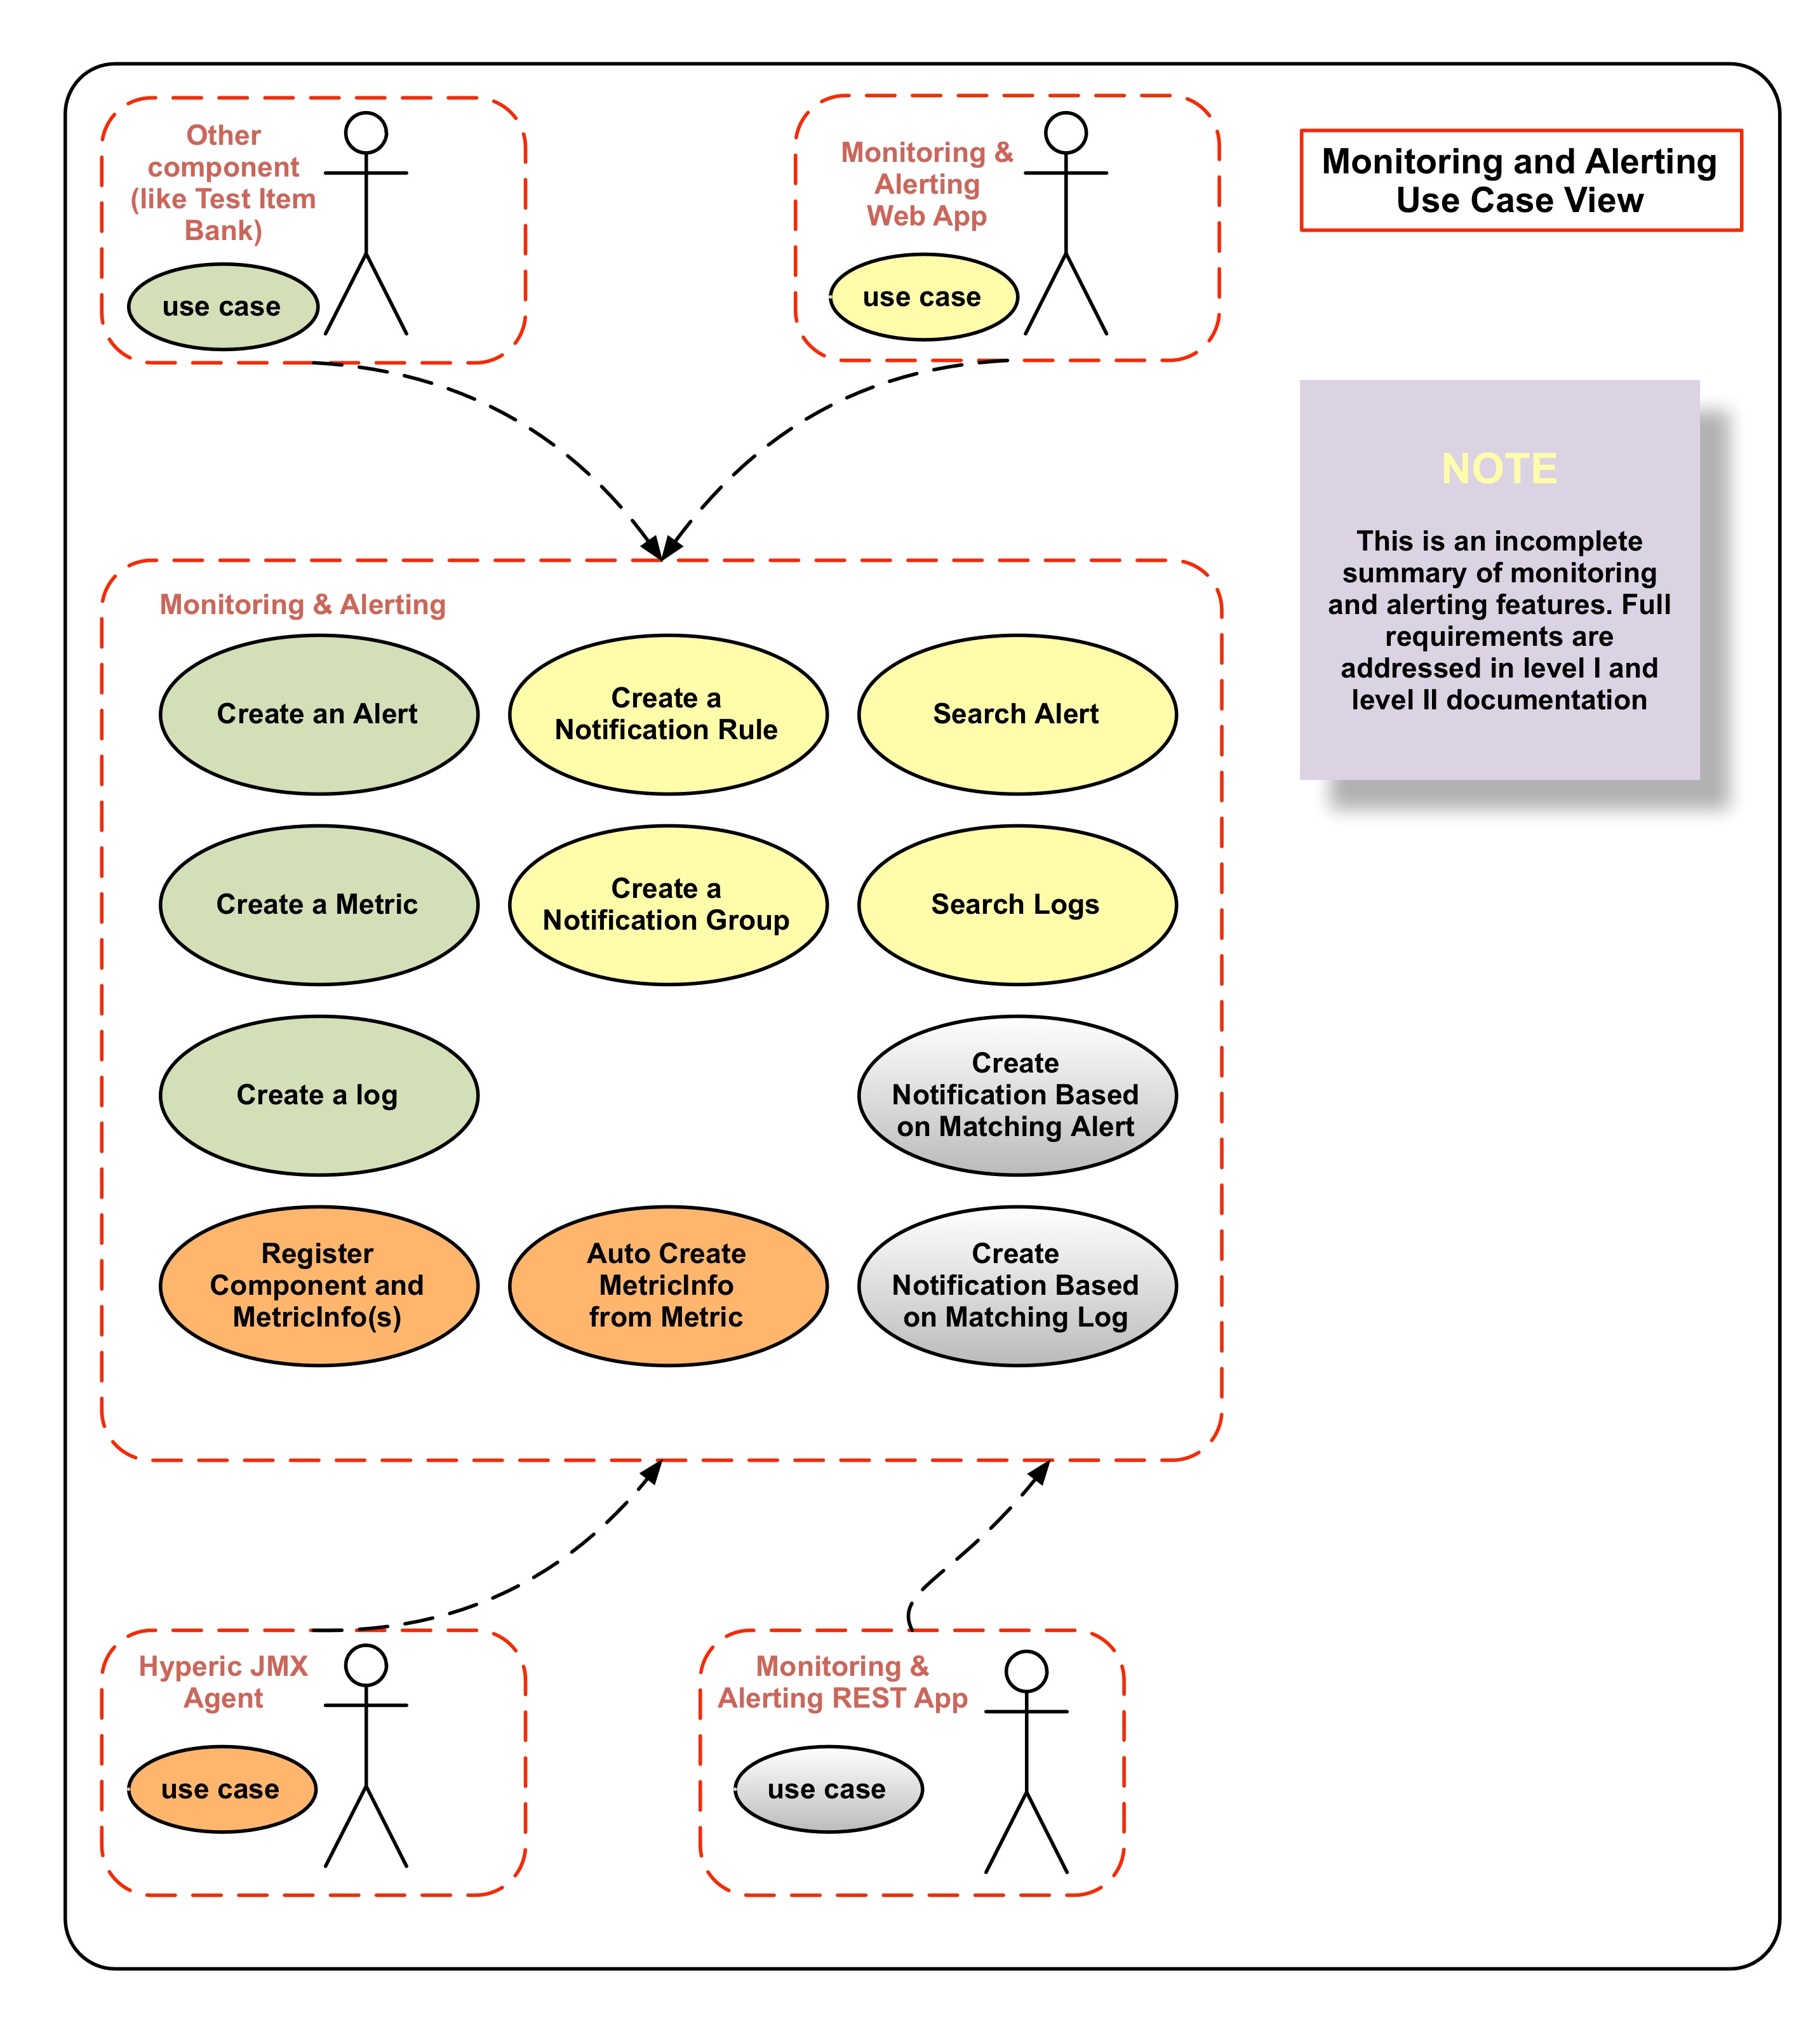 Other
component
(like Test Item
Bank)
use case
Monitoring &
Alerting
Web App
use case
Monitoring and Alerting
Use Case View
NOTE
This is an incomplete
summary of monitoring
and alerting features. Full
requirements are
addressed in level I and
level II documentation
Monitoring & Alerting
Create an Alert
Create a
Notification Rule
Search Alert
Create a Metric
Create a
Notification Group
Search Logs
Create a log
Create
Notification Based
on Matching Alert
Register
Component and
MetricInfo(s)
Auto Create
MetricInfo
from Metric
Create
Notification Based
on Matching Log
Hyperic JMX
Agent
use case
Monitoring &
Alerting REST App
use case